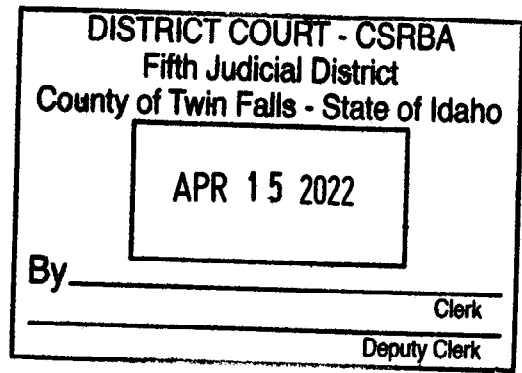 DISTRICT COURT - CSRBA
Fifth Judicial District
County of Twin Falls - State of Idaho
APR 15 2022
By
Clerk
Deputy Clerk